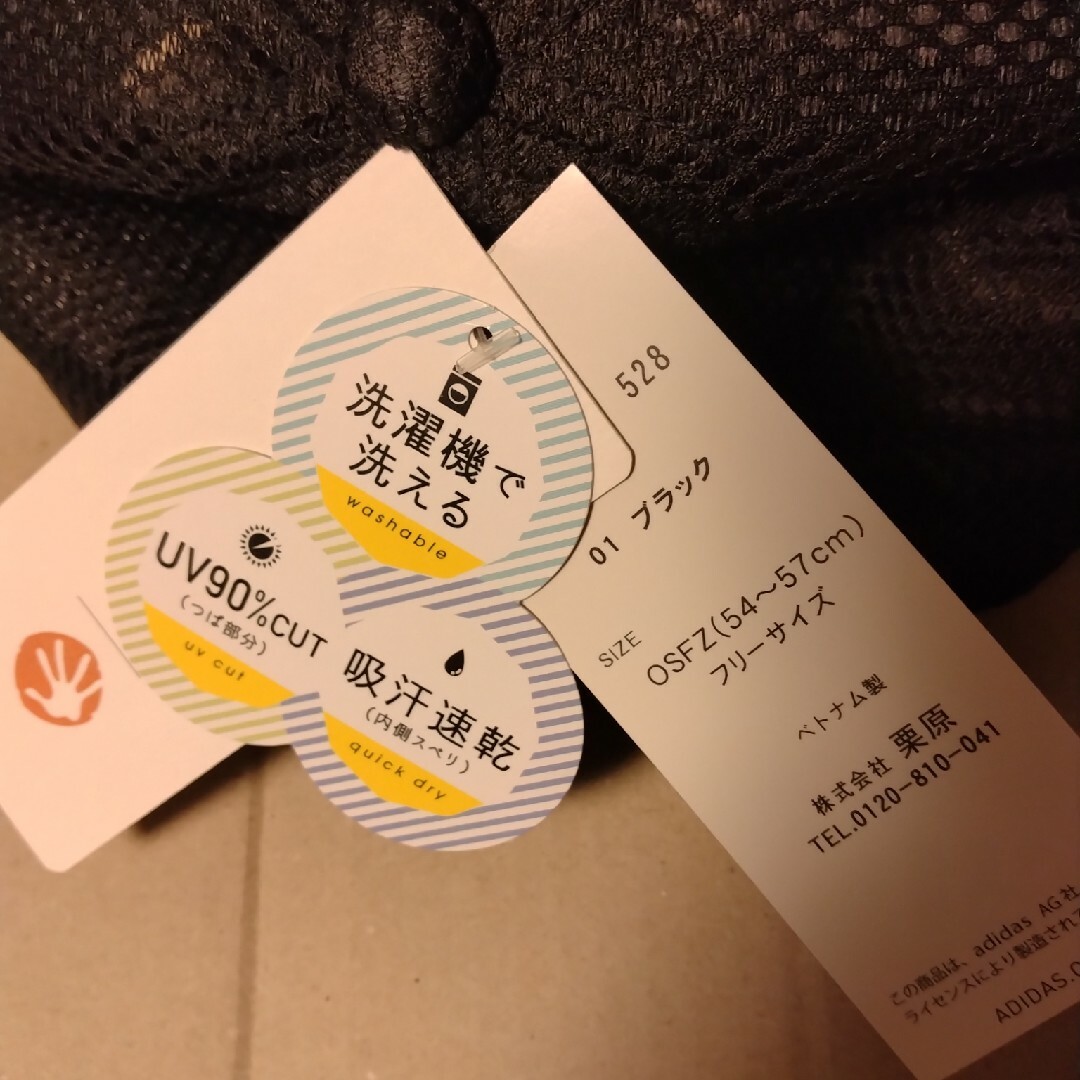 洗濯機で
洗える
washable
UV90%CUT
(つば部分)
uv cut
吸汗速乾
(内側スベリ)
quick dry
528
01 ブラック
SIZE
OSFZ(54～57cm)
フリーサイズ
ベトナム製
株式会社 栗原
TEL.0120-810-041
この商品は、adidas AG社
ライセンスにより製造され
ADIDAS.